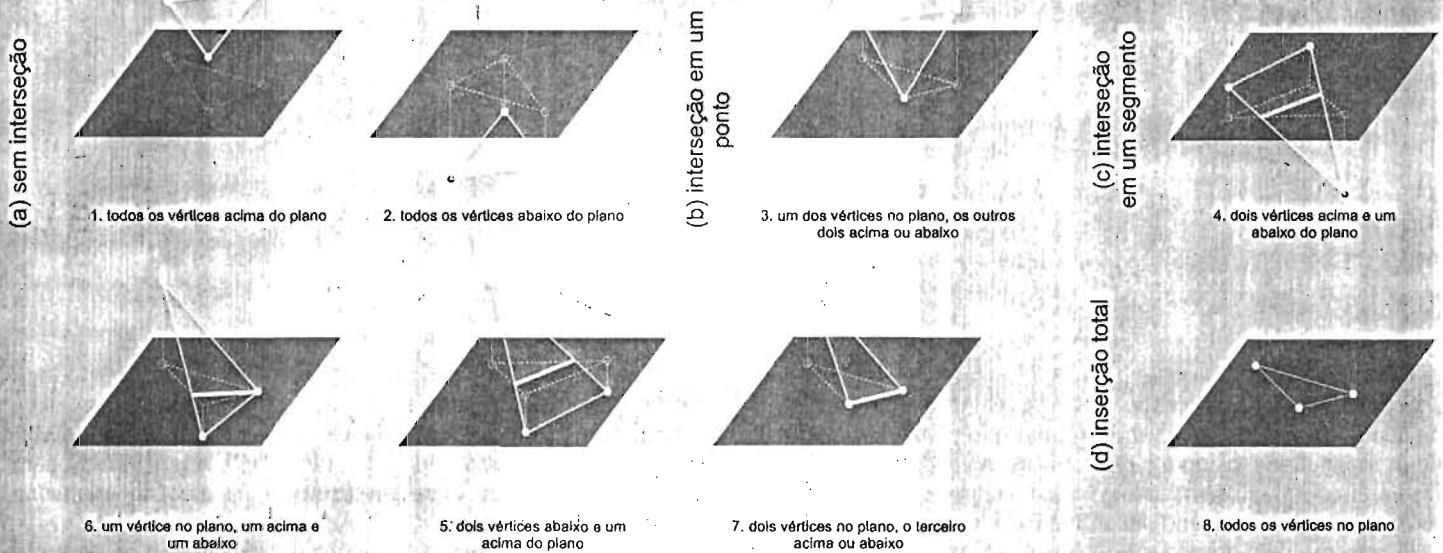 (a) sem interseção
1. todos os vértices acima do plano
2. todos os vértices abaixo do plano
(b) interseção em um
ponto
3. um dos vértices no plano, os outros
dois acima ou abaixo
(c) interseção
em um segmento
4. dois vértices acima e um
abaixo do plano
6. um vértice no plano, um acima e
um abaixo
5. dois vértices abaixo e um
acima do plano
7. dois vértices no plano, o terceiro
acima ou abaixo
(d) inserção total
8. todos os vértices no plano